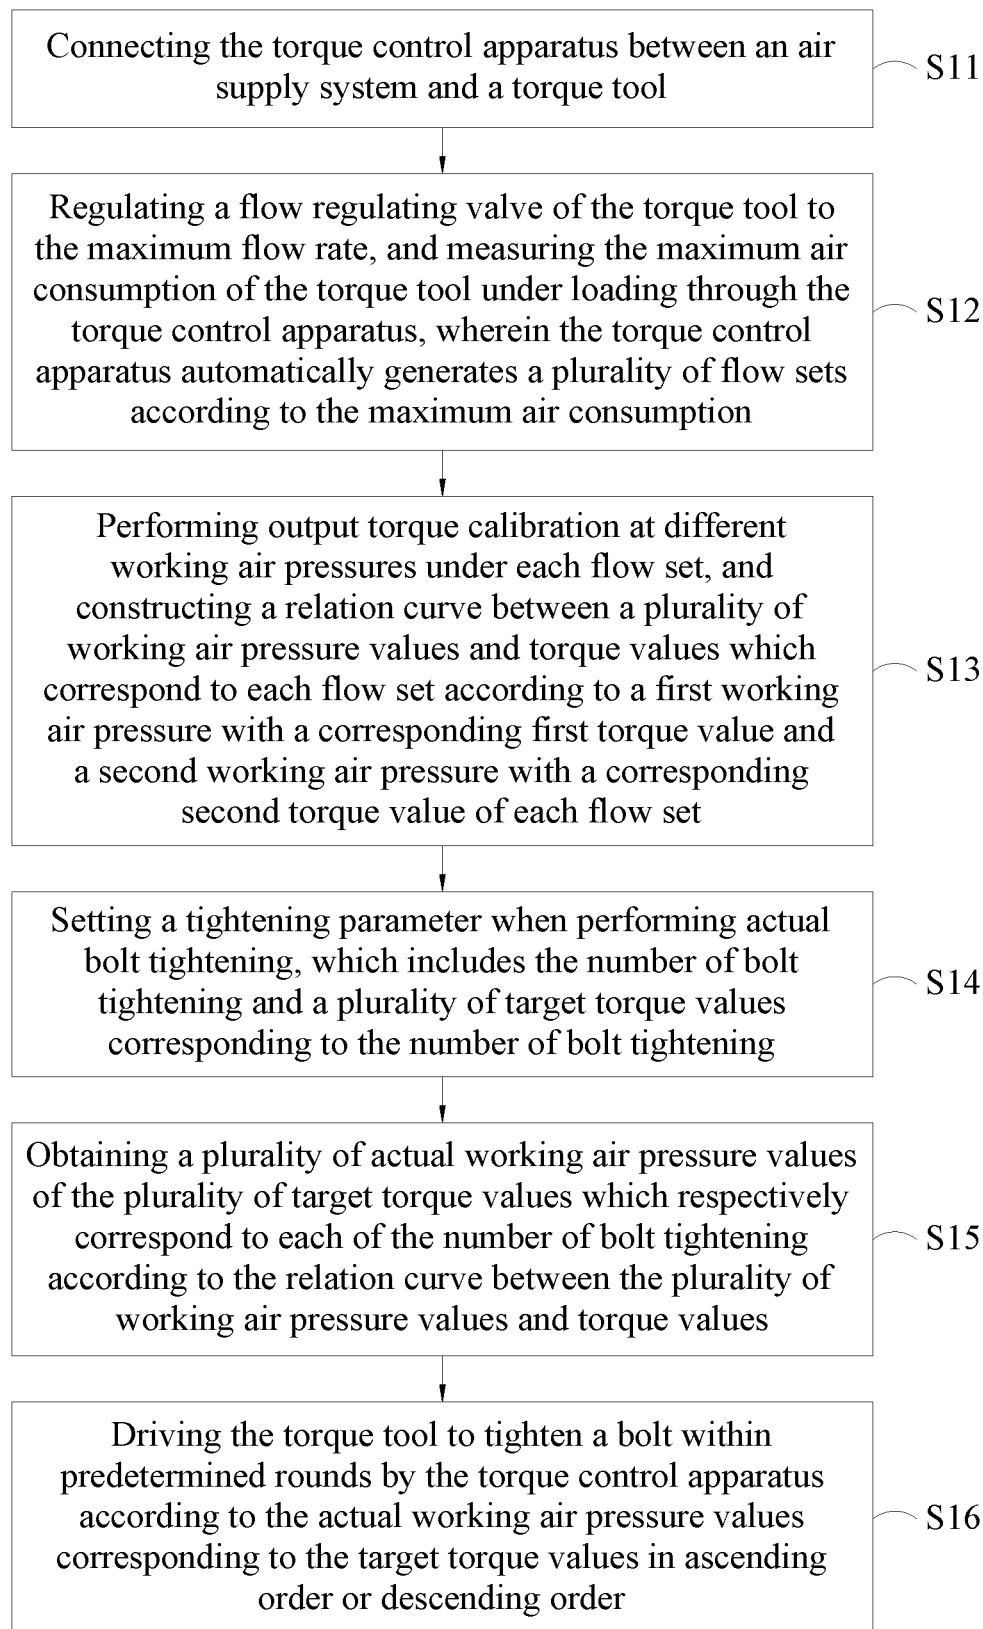 Connecting the torque control apparatus between an air
supply system and a torque tool
S11
Regulating a flow regulating valve of the torque tool to
the maximum flow rate, and measuring the maximum air
consumption of the torque tool under loading through the
torque control apparatus, wherein the torque control
apparatus automatically generates a plurality of flow sets
according to the maximum air consumption
S12
Performing output torque calibration at different
working air pressures under each flow set, and
constructing a relation curve between a plurality of
working air pressure values and torque values which
correspond to each flow set according to a first working
air pressure with a corresponding first torque value and
a second working air pressure with a corresponding
second torque value of each flow set
S13
Setting a tightening parameter when performing actual
bolt tightening, which includes the number of bolt
tightening and a plurality of target torque values
corresponding to the number of bolt tightening
S14
Obtaining a plurality of actual working air pressure values
of the plurality of target torque values which respectively
correspond to each of the number of bolt tightening
according to the relation curve between the plurality of
working air pressure values and torque values
S15
Driving the torque tool to tighten a bolt within
predetermined rounds by the torque control apparatus
according to the actual working air pressure values
corresponding to the target torque values in ascending
order or descending order
S16